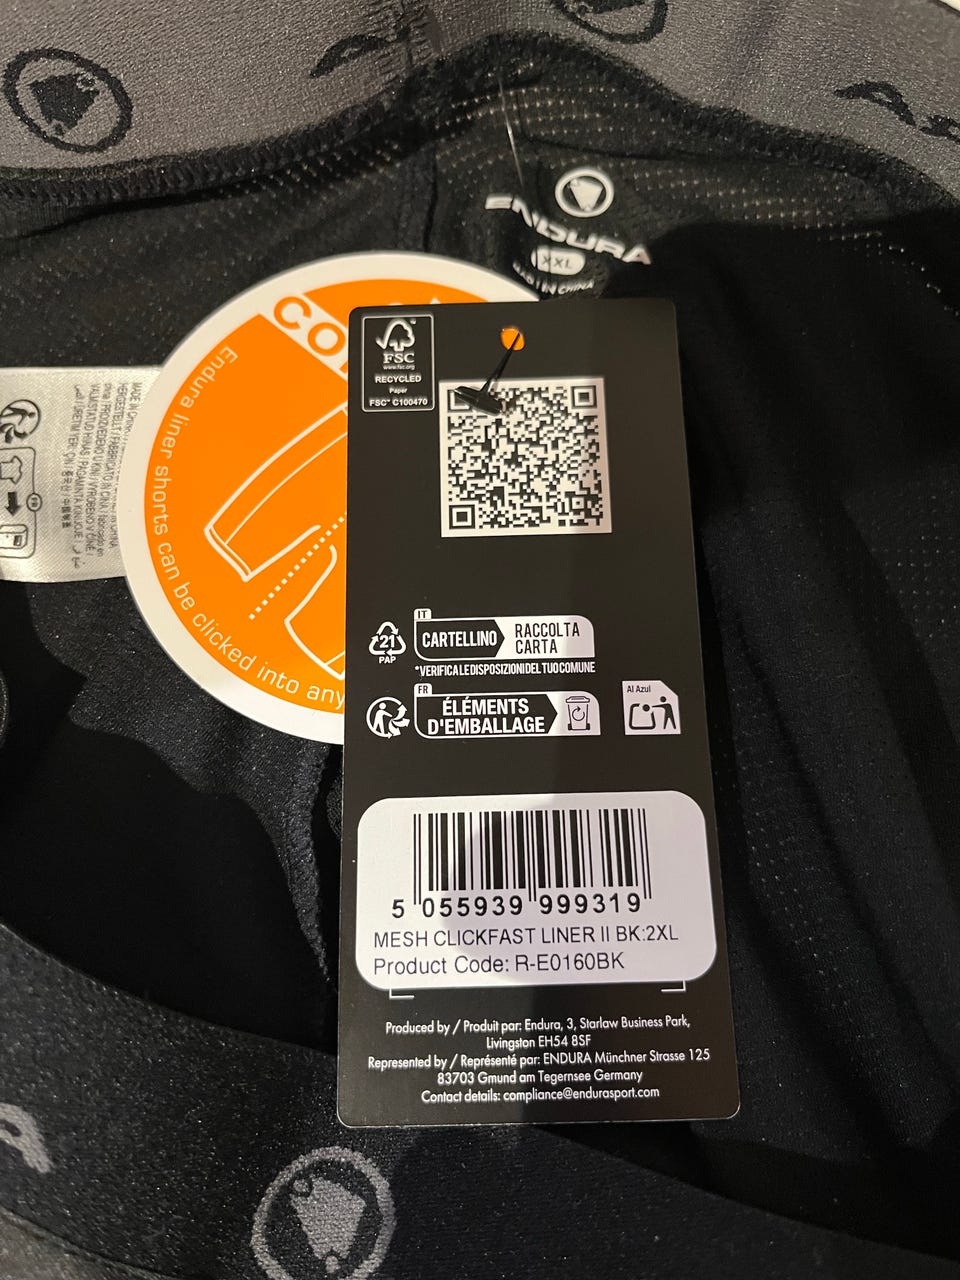 ENDURA
XXL
MADE IN CHINA
CO
Endura liner shorts can be clicked into any
FSC
www.fsc.org
RECYCLED
Paper
FSC™ C100470
IT
21
PAP
CARTELLINO
RACCOLTA
CARTA
*VERIFICA LE DISPOSIZIONI DEL TUO COMUNE
FR
ÉLÉMENTS
D'EMBALLAGE
Al Azul
5 055939 999319
MESH CLICKFAST LINER II BK:2XL
Product Code: R-E0160BK
Produced by / Produit par: Endura, 3, Starlaw Business Park,
Livingston EH54 8SF
Represented by / Représenté par: ENDURA Münchner Strasse 125
83703 Gmund am Tegernsee Germany
Contact details: compliance@endurasport.com